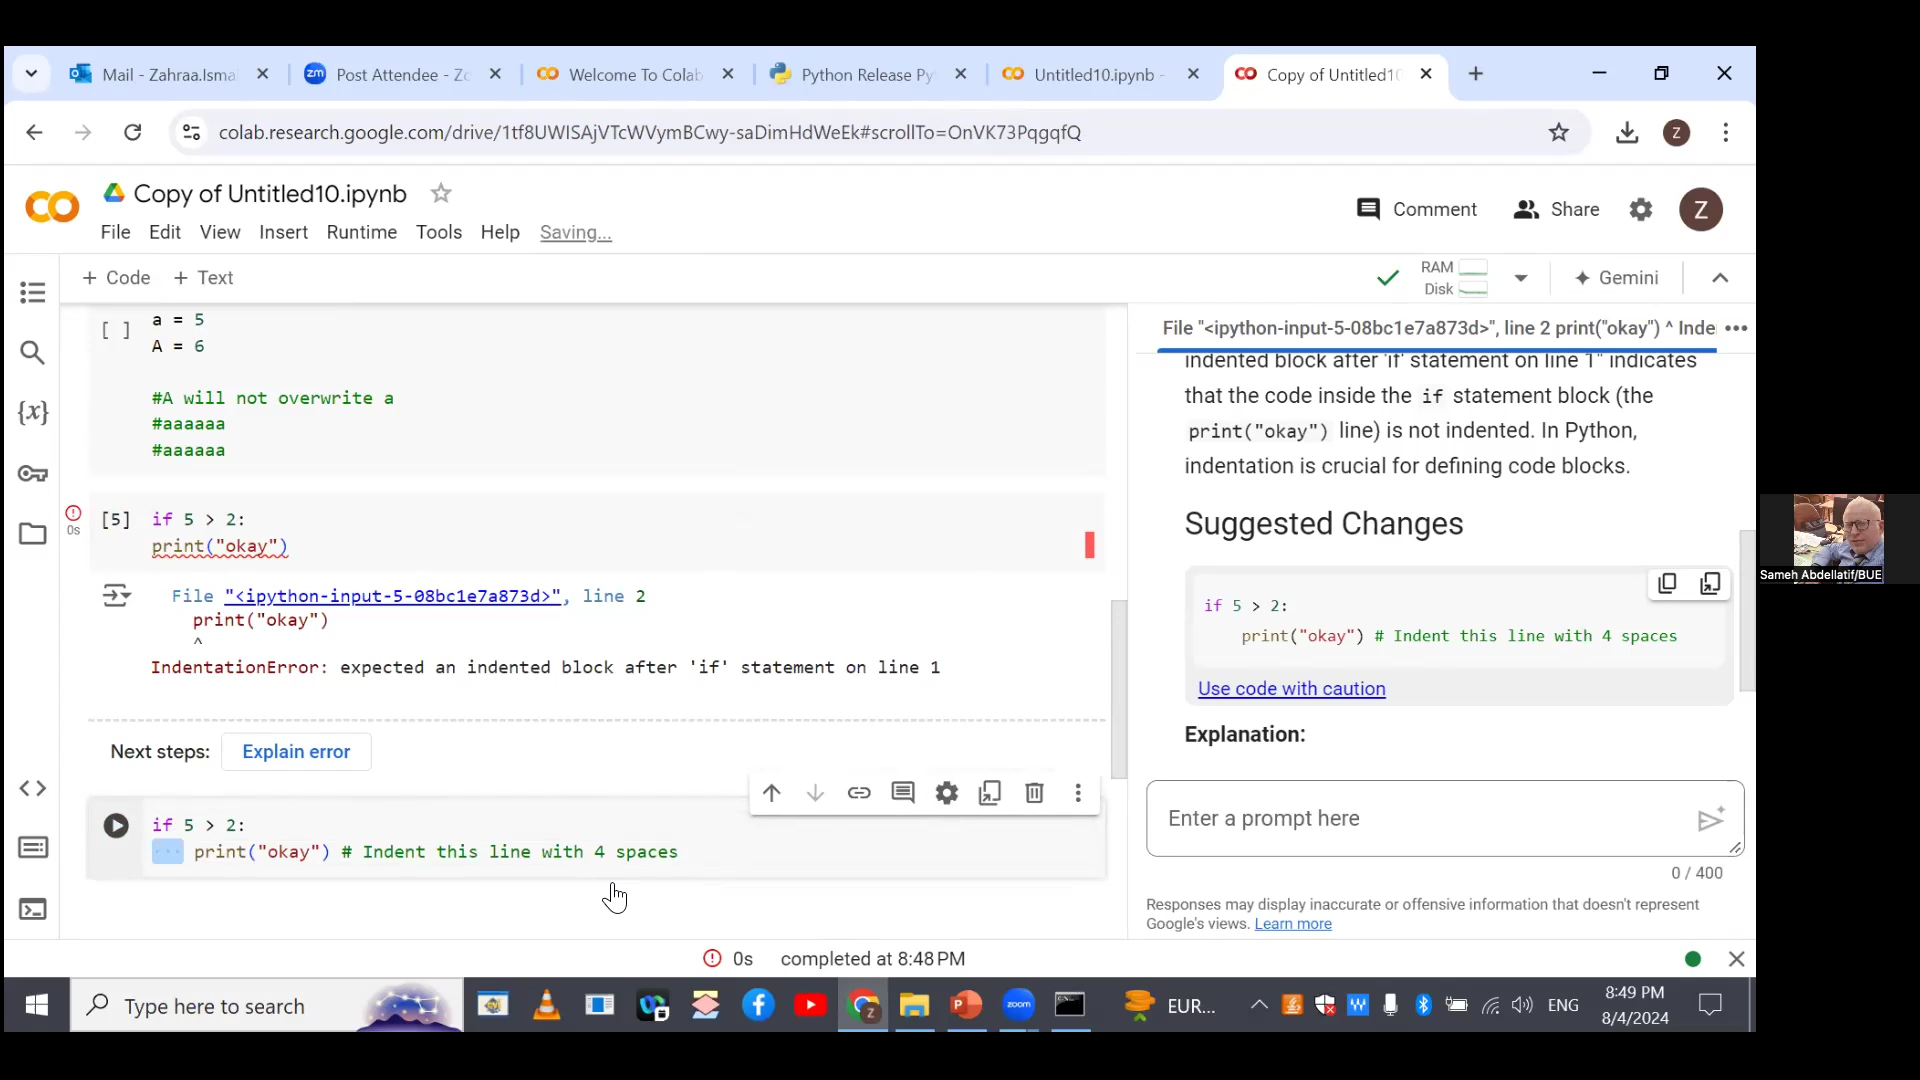 Mail - Zahraa.Isma
Post Attendee - Zo
Welcome To Colab
Python Release Py
Untitled10.ipynb -
Copy of Untitled10
colab.research.google.com/drive/1tf8UWISAjVTcWVymBCwy-saDimHdWeEk#scrollTo=OnVK73PqgqfQ
Z
Copy of Untitled10.ipynb
Comment
Share
Z
File Edit View Insert Runtime Tools Help Saving...
+ Code + Text
RAM
Disk
Gemini
[ ] a = 5
A = 6
#A will not overwrite a
#aaaaaa
#aaaaaa
0s
[5] if 5 > 2:
print("okay")
File "<ipython-input-5-08bc1e7a873d>", line 2
print("okay")
^
IndentationError: expected an indented block after 'if' statement on line 1
Next steps: Explain error
if 5 > 2:
print("okay") # Indent this line with 4 spaces
File "<ipython-input-5-08bc1e7a873d>", line 2 print("okay") ^ Inde
indented block after 'if' statement on line 1" indicates
that the code inside the if statement block (the
print("okay") line) is not indented. In Python,
indentation is crucial for defining code blocks.
Suggested Changes
if 5 > 2:
print("okay") # Indent this line with 4 spaces
Use code with caution
Explanation:
Enter a prompt here
0 / 400
Responses may display inaccurate or offensive information that doesn't represent
Google's views. Learn more
0s completed at 8:48 PM
Sameh Abdellatif/BUE
Type here to search
zoom
EUR...
ENG
8:49 PM
8/4/2024